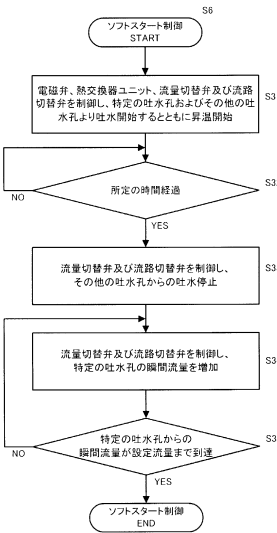 S6
ソフトスタート制御
START
電磁弁、熱交換器ユニット、流量切替弁及び流路
切替弁を制御し、特定の吐水孔およびその他の吐
水孔より吐水開始するとともに昇温開始
S3
所定の時間経過
S3
NO
YES
流量切替弁及び流路切替弁を制御し、
その他の吐水孔からの吐水停止
S3
流量切替弁及び流路切替弁を制御し、
特定の吐水孔の瞬間流量を増加
S3
特定の吐水孔からの
瞬間流量が設定流量まで到達
S3
NO
YES
ソフトスタート制御
END